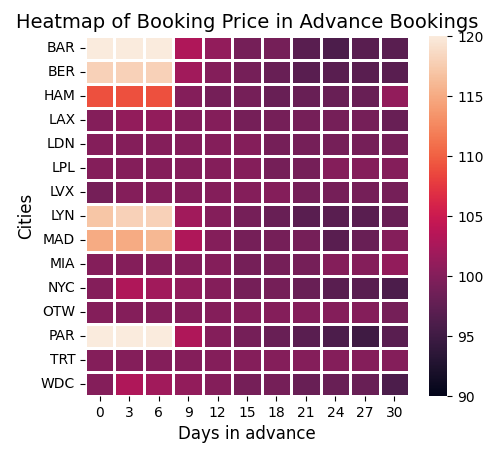 Heatmap of Booking Price in Advance Bookings
BAR
BER
HAM
LAX
LDN
LPL
LVX
LYN
MAD
MIA
NYC
OTW
PAR
TRT
WDC
Cities
0 3 6 9 12 15 18 21 24 27 30
Days in advance
120
115
110
105
100
95
90